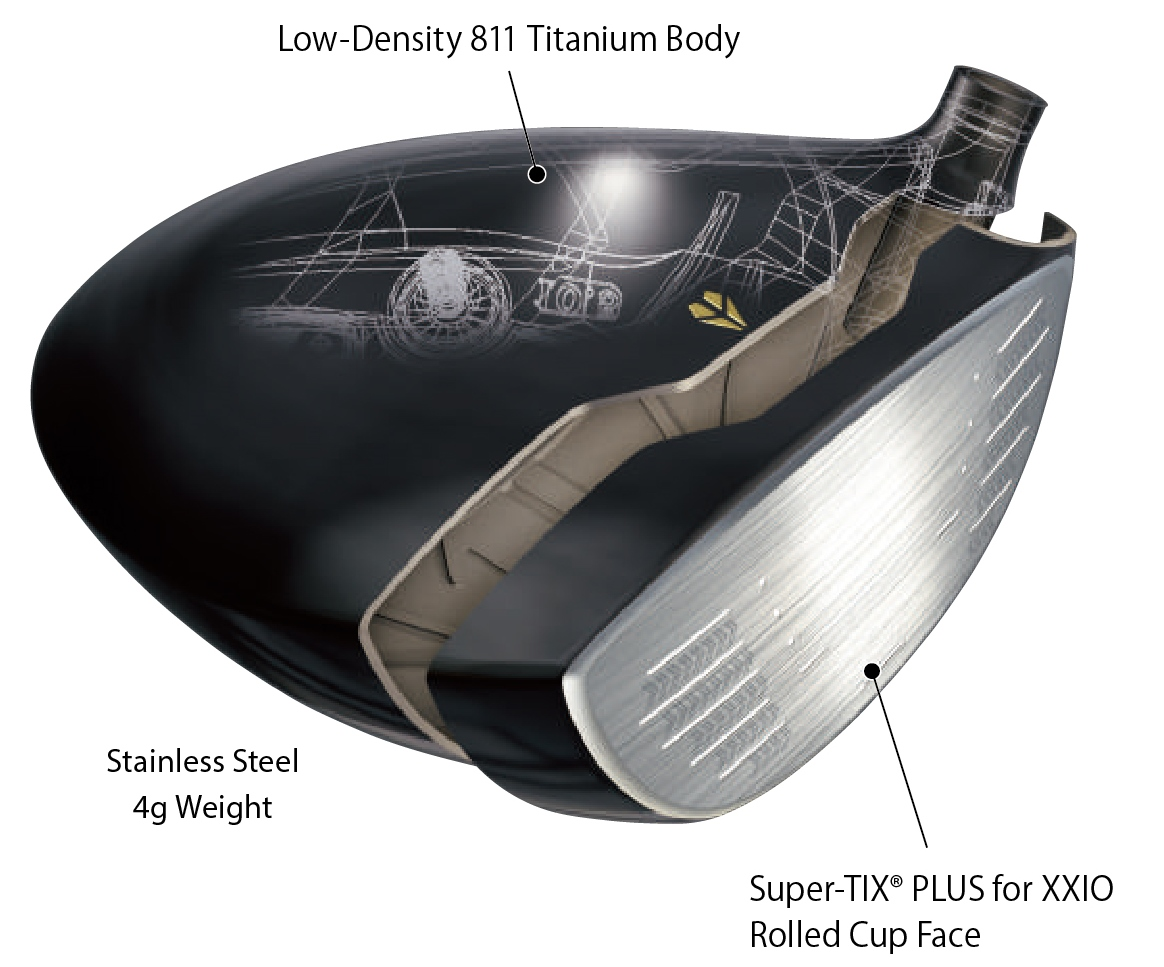 Low-Density 811 Titanium Body
Stainless Steel
4g Weight
Super-TIX® PLUS for XXIO
Rolled Cup Face